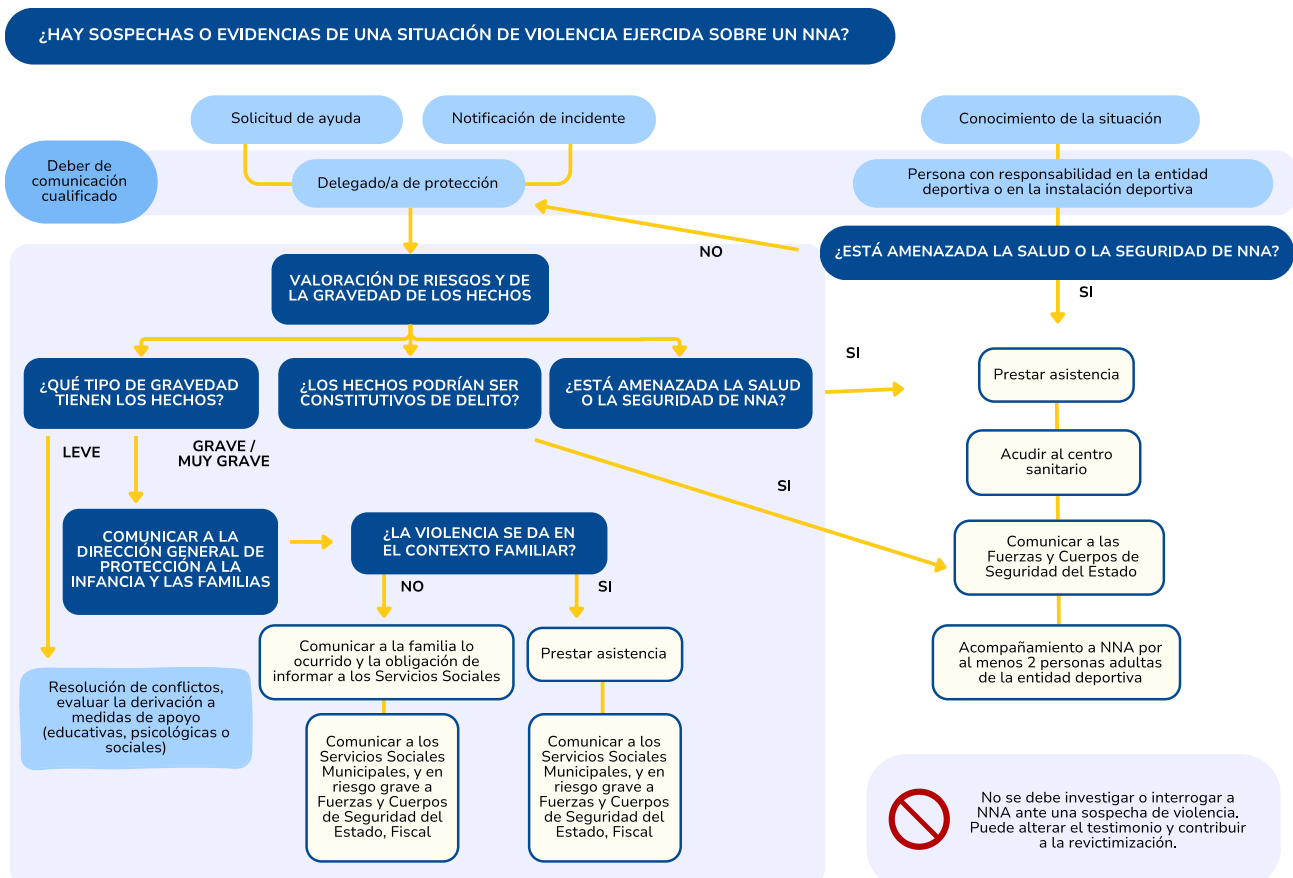 ¿HAY SOSPECHAS O EVIDENCIAS DE UNA SITUACIÓN DE VIOLENCIA EJERCIDA SOBRE UN NNA?
Solicitud de ayuda
Notificación de incidente
Conocimiento de la situación
Deber de
comunicación
cualificado
Delegado/a de protección
Persona con responsabilidad en la entidad
deportiva o en la instalación deportiva
NO
¿ESTÁ AMENAZADA LA SALUD O LA SEGURIDAD DE NNA?
SI
VALORACIÓN DE RIESGOS Y DE
LA GRAVEDAD DE LOS HECHOS
¿QUÉ TIPO DE GRAVEDAD
TIENEN LOS HECHOS?
¿LOS HECHOS PODRÍAN SER
CONSTITUTIVOS DE DELITO?
¿ESTÁ AMENAZADA LA SALUD
O LA SEGURIDAD DE NNA?
SI
Prestar asistencia
LEVE
GRAVE /
MUY GRAVE
SI
Acudir al centro
sanitario
COMUNICAR A LA
DIRECCIÓN GENERAL DE
PROTECCIÓN A LA
INFANCIA Y LAS FAMILIAS
¿LA VIOLENCIA SE DA EN
EL CONTEXTO FAMILIAR?
NO
SI
Comunicar a las
Fuerzas y Cuerpos de
Seguridad del Estado
Comunicar a la familia lo
ocurrido y la obligación de
informar a los Servicios Sociales
Prestar asistencia
Acompañamiento a NNA por
al menos 2 personas adultas
de la entidad deportiva
Resolución de conflictos,
evaluar la derivación a
medidas de apoyo
(educativas, psicológicas o
sociales)
Comunicar a los
Servicios Sociales
Municipales, y en
riesgo grave a
Fuerzas y Cuerpos
de Seguridad del
Estado, Fiscal
Comunicar a los
Servicios Sociales
Municipales, y en
riesgo grave a
Fuerzas y Cuerpos
de Seguridad del
Estado, Fiscal
No se debe investigar o interrogar a
NNA ante una sospecha de violencia.
Puede alterar el testimonio y contribuir
a la revictimización.